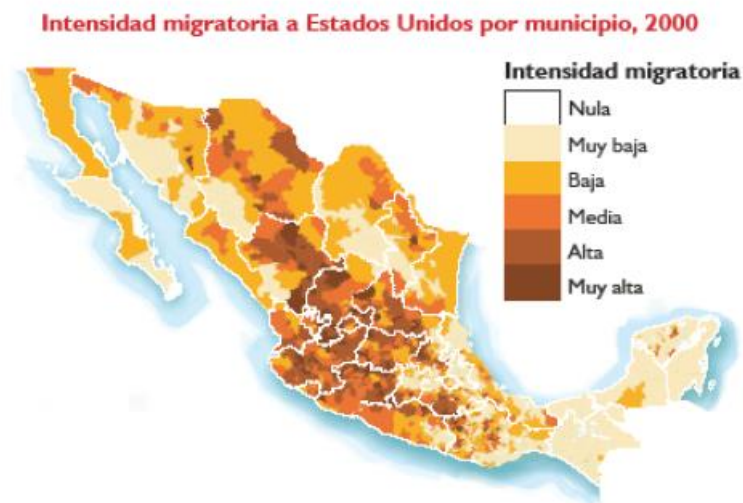 Intensidad migratoria a Estados Unidos por municipio, 2000
Intensidad migratoria
Nula
Muy baja
Baja
Media
Alta
Muy alta